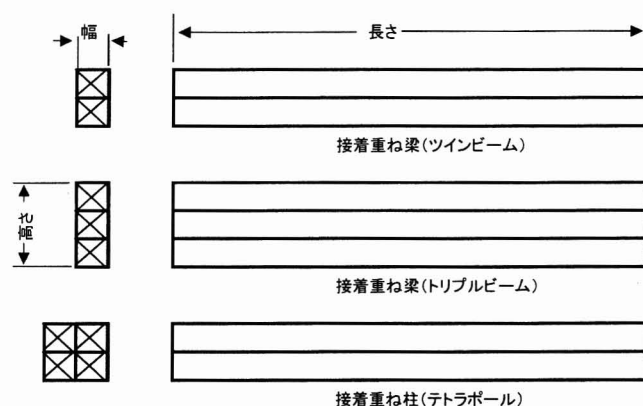 幅
長さ
接着重ね梁(ツインビーム)
高さ
接着重ね梁(トリプルビーム)
接着重ね柱(テトラポール)